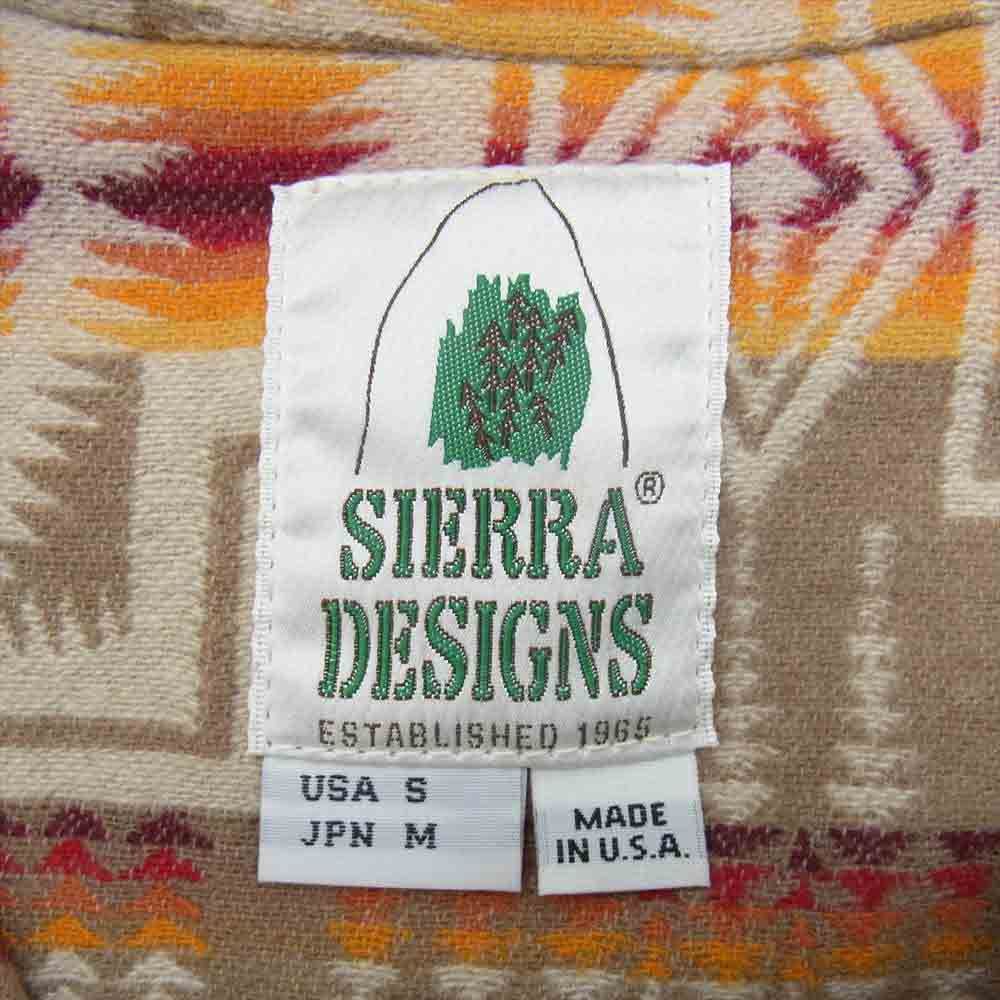 SIERRA®
DESIGNS
ESTABLISHED 1965
USA S
JPN M
MADE
IN U.S.A.